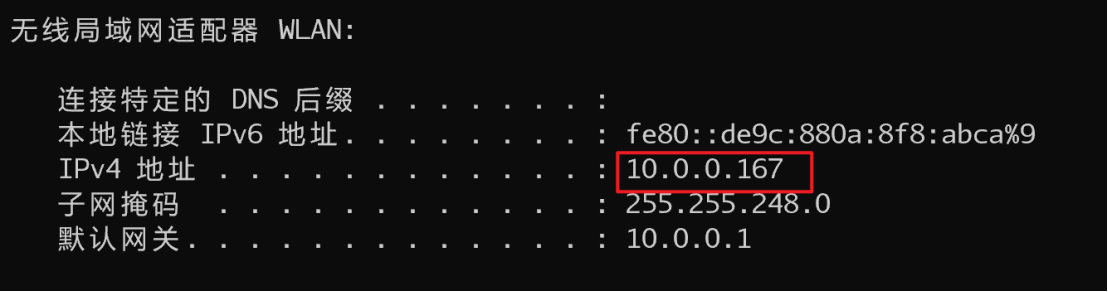 无线局域网适配器 WLAN:
连接特定的 DNS 后缀 . . . . . . . :
本地链接 IPv6 地址. . . . . . . . : fe80::de9c:880a:8f8:abca%9
IPv4 地址 . . . . . . . . . . . . : 10.0.0.167
子网掩码  . . . . . . . . . . . . : 255.255.248.0
默认网关. . . . . . . . . . . . . : 10.0.0.1